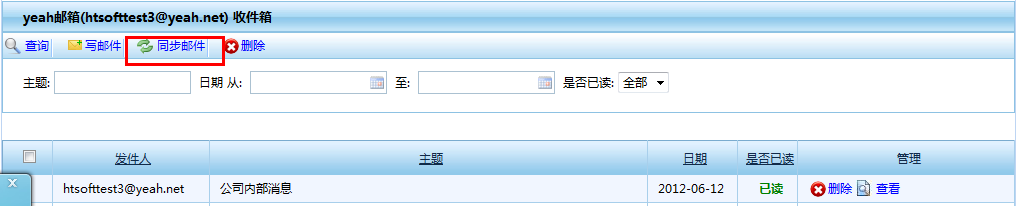 yeah邮箱(htsofttest3@yeah.net) 收件箱
查询 写邮件 同步邮件 删除
主题: 日期 从: 至: 是否已读: 全部
发件人 主题 日期 是否已读 管理
htsofttest3@yeah.net 公司内部消息 2012-06-12 已读 删除 查看